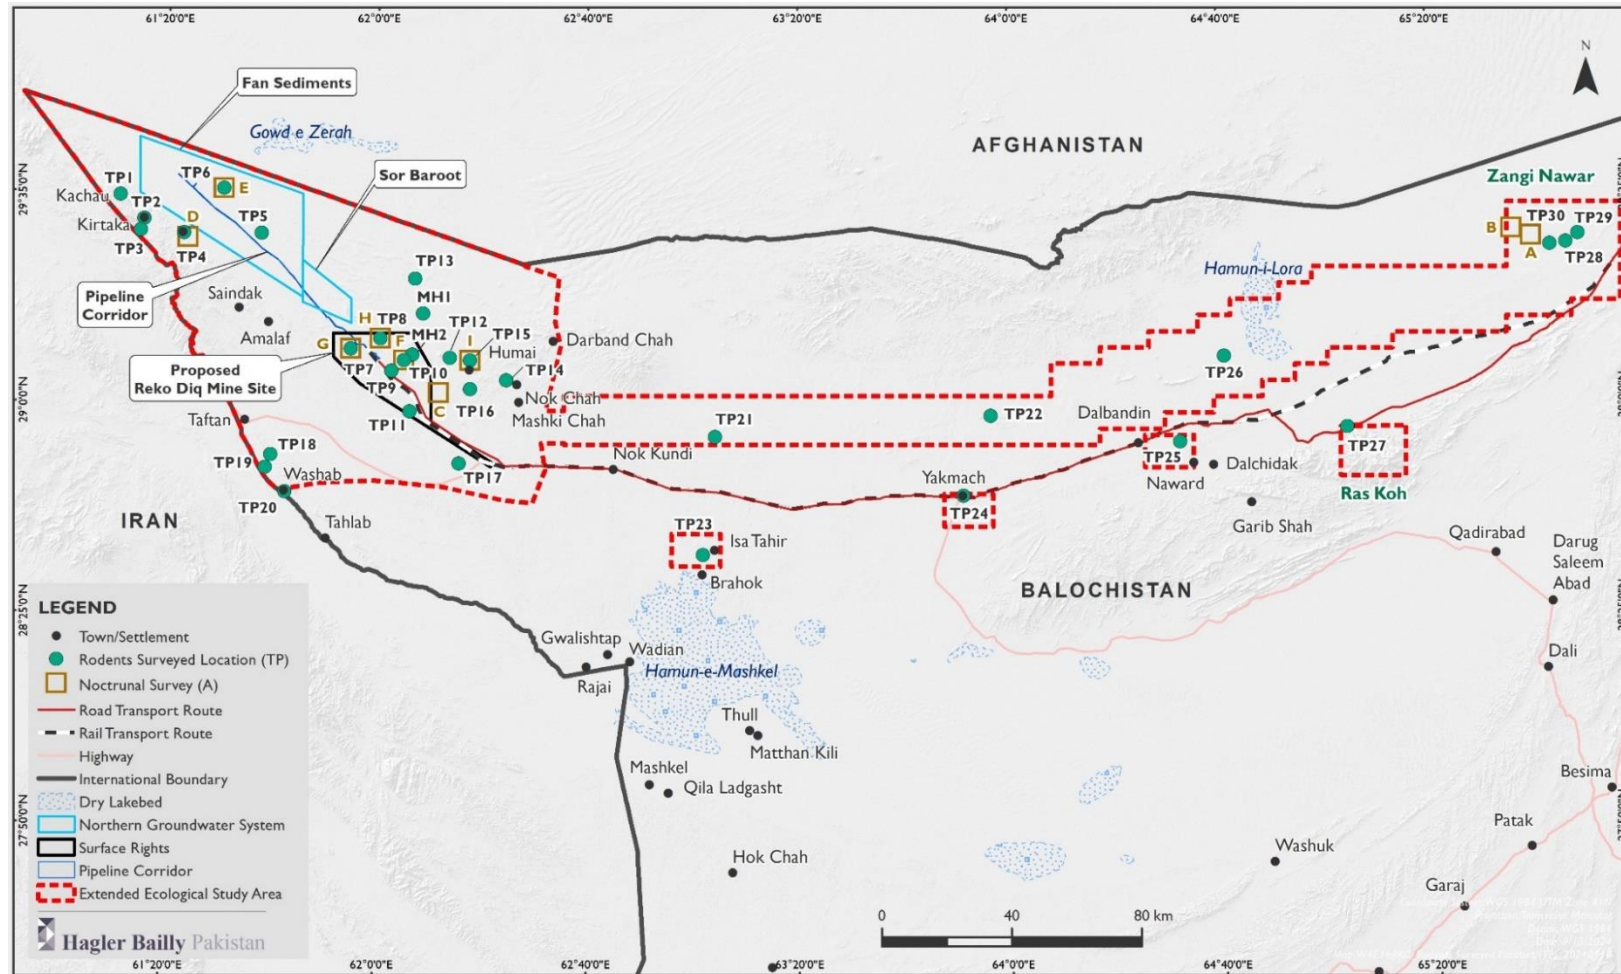 61°20'0"E
62°0'0"E
62°40'0"E
63°20'0"E
64°0'0"E
64°40'0"E
65°20'0"E
N
Fan Sediments
Gowd e Zerah
AFGHANISTAN
Sor Baroot
Zangi Nawar
29°35'0"N
TP1
TP6
E
Kachau
TP2
D
TP5
Kirtaka
TP3
TP4
B
TP30
TP29
A
TP28
TP13
Hamun-i-Lora
Pipeline
Corridor
Saindak
Amalaf
MH1
H
TP8
TP12
TP15
G
F
MH2
I
Humai
Darband Chah
Proposed
Reko Diq Mine Site
TP7
TP10
TP14
TP9
C
TP16
Nok Chah
Mashki Chah
29°0'0"N
TP26
Taftan
TP11
TP21
TP22
Dalbandin
TP18
TP19
Washab
TP17
Nok Kundi
TP25
TP27
Dalchidak
Naward
Yakmach
Ras Koh
TP20
TP24
IRAN
Tahlab
TP23
Garib Shah
Qadirabad
Isa Tahir
Darug
Saleem
Abad
Brahok
BALOCHISTAN
28°25'0"N
Gwalishtap
Wadian
Rajai
Hamun-e-Mashkel
Dali
Thull
Matthan Kili
Mashkel
Qila Ladgasht
Besima
27°50'0"N
27°50'0"N
Patak
Hok Chah
Washuk
Garaj
LEGEND
Town/Settlement
Rodents Surveyed Location (TP)
Noctrunal Survey (A)
Road Transport Route
Rail Transport Route
Highway
International Boundary
Dry Lakebed
Northern Groundwater System
Surface Rights
Pipeline Corridor
Extended Ecological Study Area
Hagler Bailly Pakistan
0
40
80 km
61°20'0"E
62°0'0"E
62°40'0"E
63°20'0"E
64°0'0"E
64°40'0"E
65°20'0"E